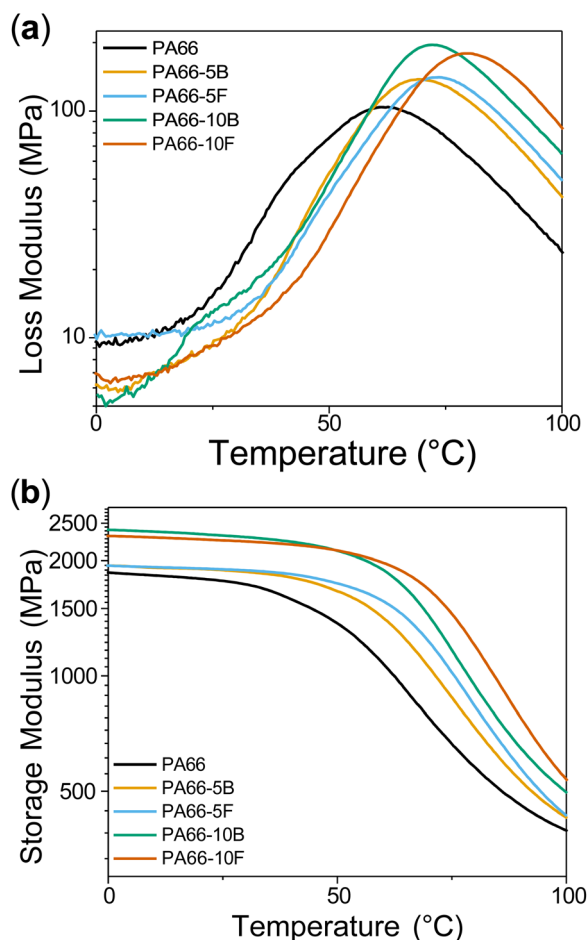 (a)
PA66
PA66-5B
PA66-5F
PA66-10B
PA66-10F
100
10
Loss Modulus (MPa)
0
50
100
Temperature (°C)
(b)
2500
2000
1500
1000
500
Storage Modulus (MPa)
PA66
PA66-5B
PA66-5F
PA66-10B
PA66-10F
0
50
100
Temperature (°C)